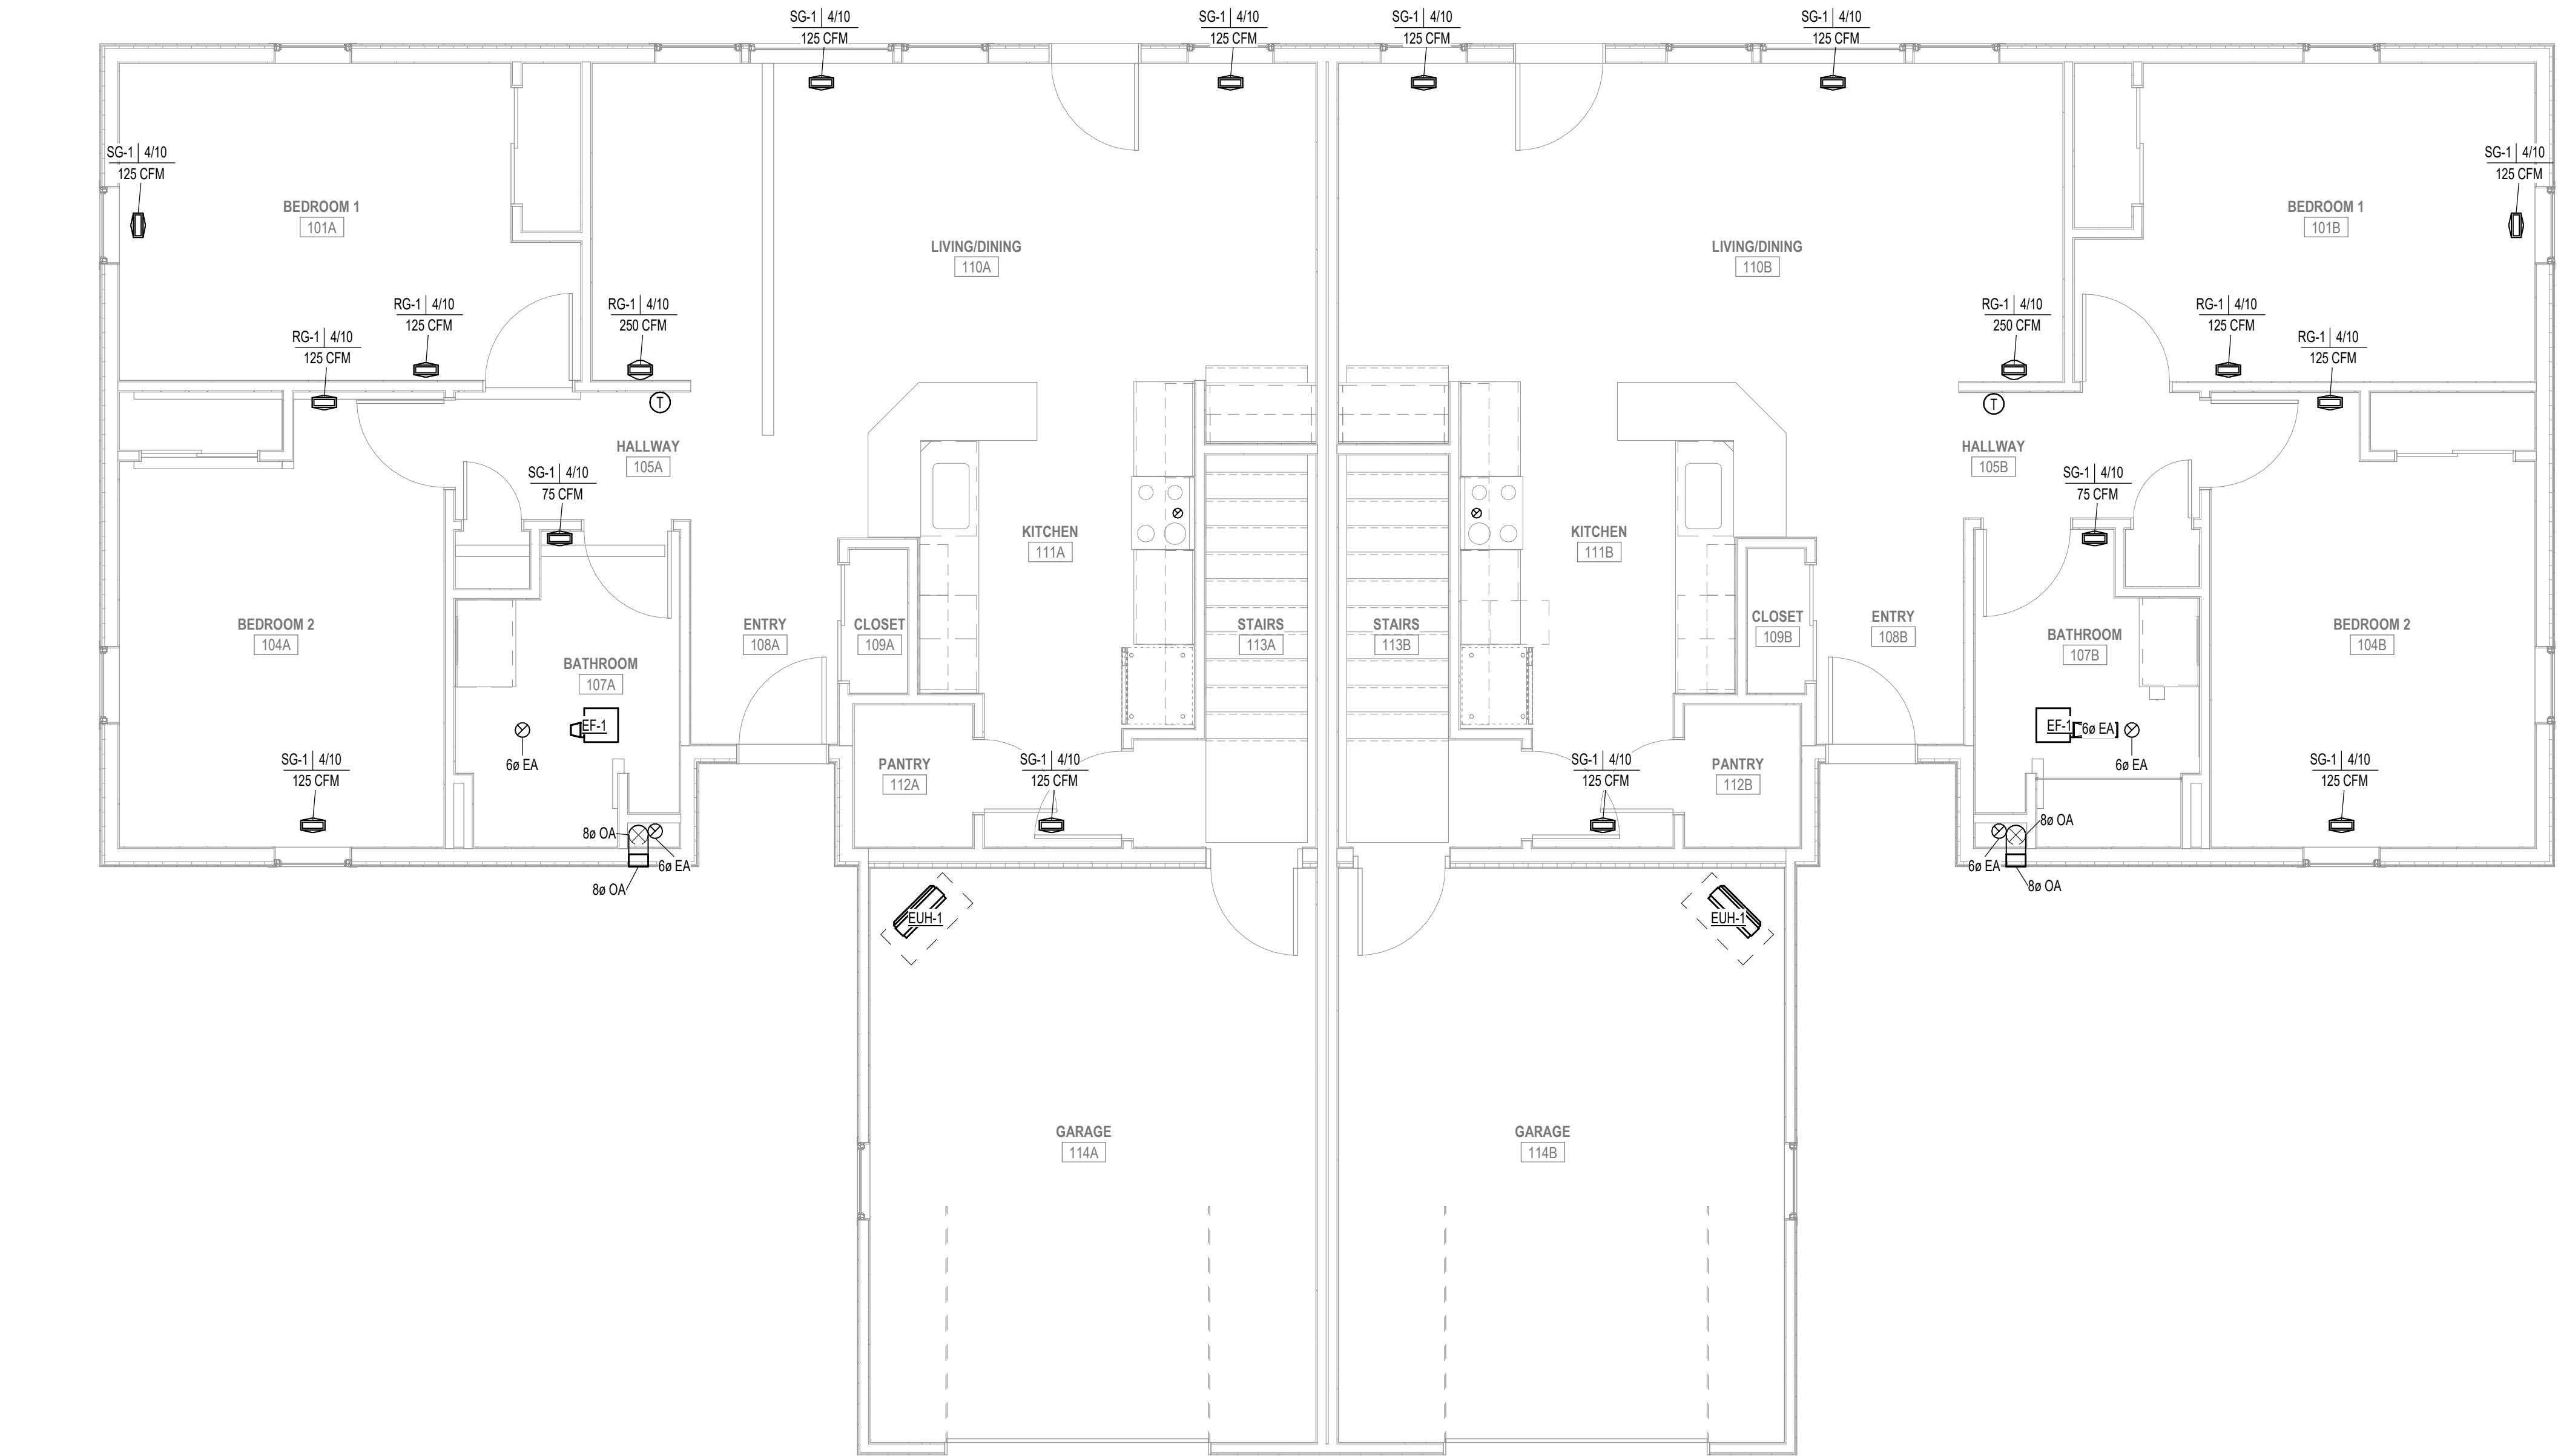 SG-1 4/10
125 CFM
SG-1 4/10
125 CFM
SG-1 4/10
125 CFM
SG-1 4/10
125 CFM
SG-1 4/10
125 CFM
SG-1 4/10
125 CFM
BEDROOM 1
101A
BEDROOM 1
101B
LIVING/DINING
110A
LIVING/DINING
110B
RG-1 4/10
125 CFM
RG-1 4/10
250 CFM
RG-1 4/10
250 CFM
RG-1 4/10
125 CFM
RG-1 4/10
125 CFM
RG-1 4/10
125 CFM
T
T
HALLWAY
105A
HALLWAY
105B
SG-1 4/10
75 CFM
SG-1 4/10
75 CFM
KITCHEN
111A
KITCHEN
111B
BEDROOM 2
104A
ENTRY
108A
CLOSET
109A
STAIRS
113A
STAIRS
113B
CLOSET
109B
ENTRY
108B
BEDROOM 2
104B
BATHROOM
107A
BATHROOM
107B
EF-1
6ø EA
EF-1
6ø EA
6ø EA
SG-1 4/10
125 CFM
PANTRY
112A
SG-1 4/10
125 CFM
SG-1 4/10
125 CFM
PANTRY
112B
SG-1 4/10
125 CFM
8ø OA
6ø EA
8ø OA
8ø OA
6ø EA
8ø OA
EUH-1
EUH-1
GARAGE
114A
GARAGE
114B